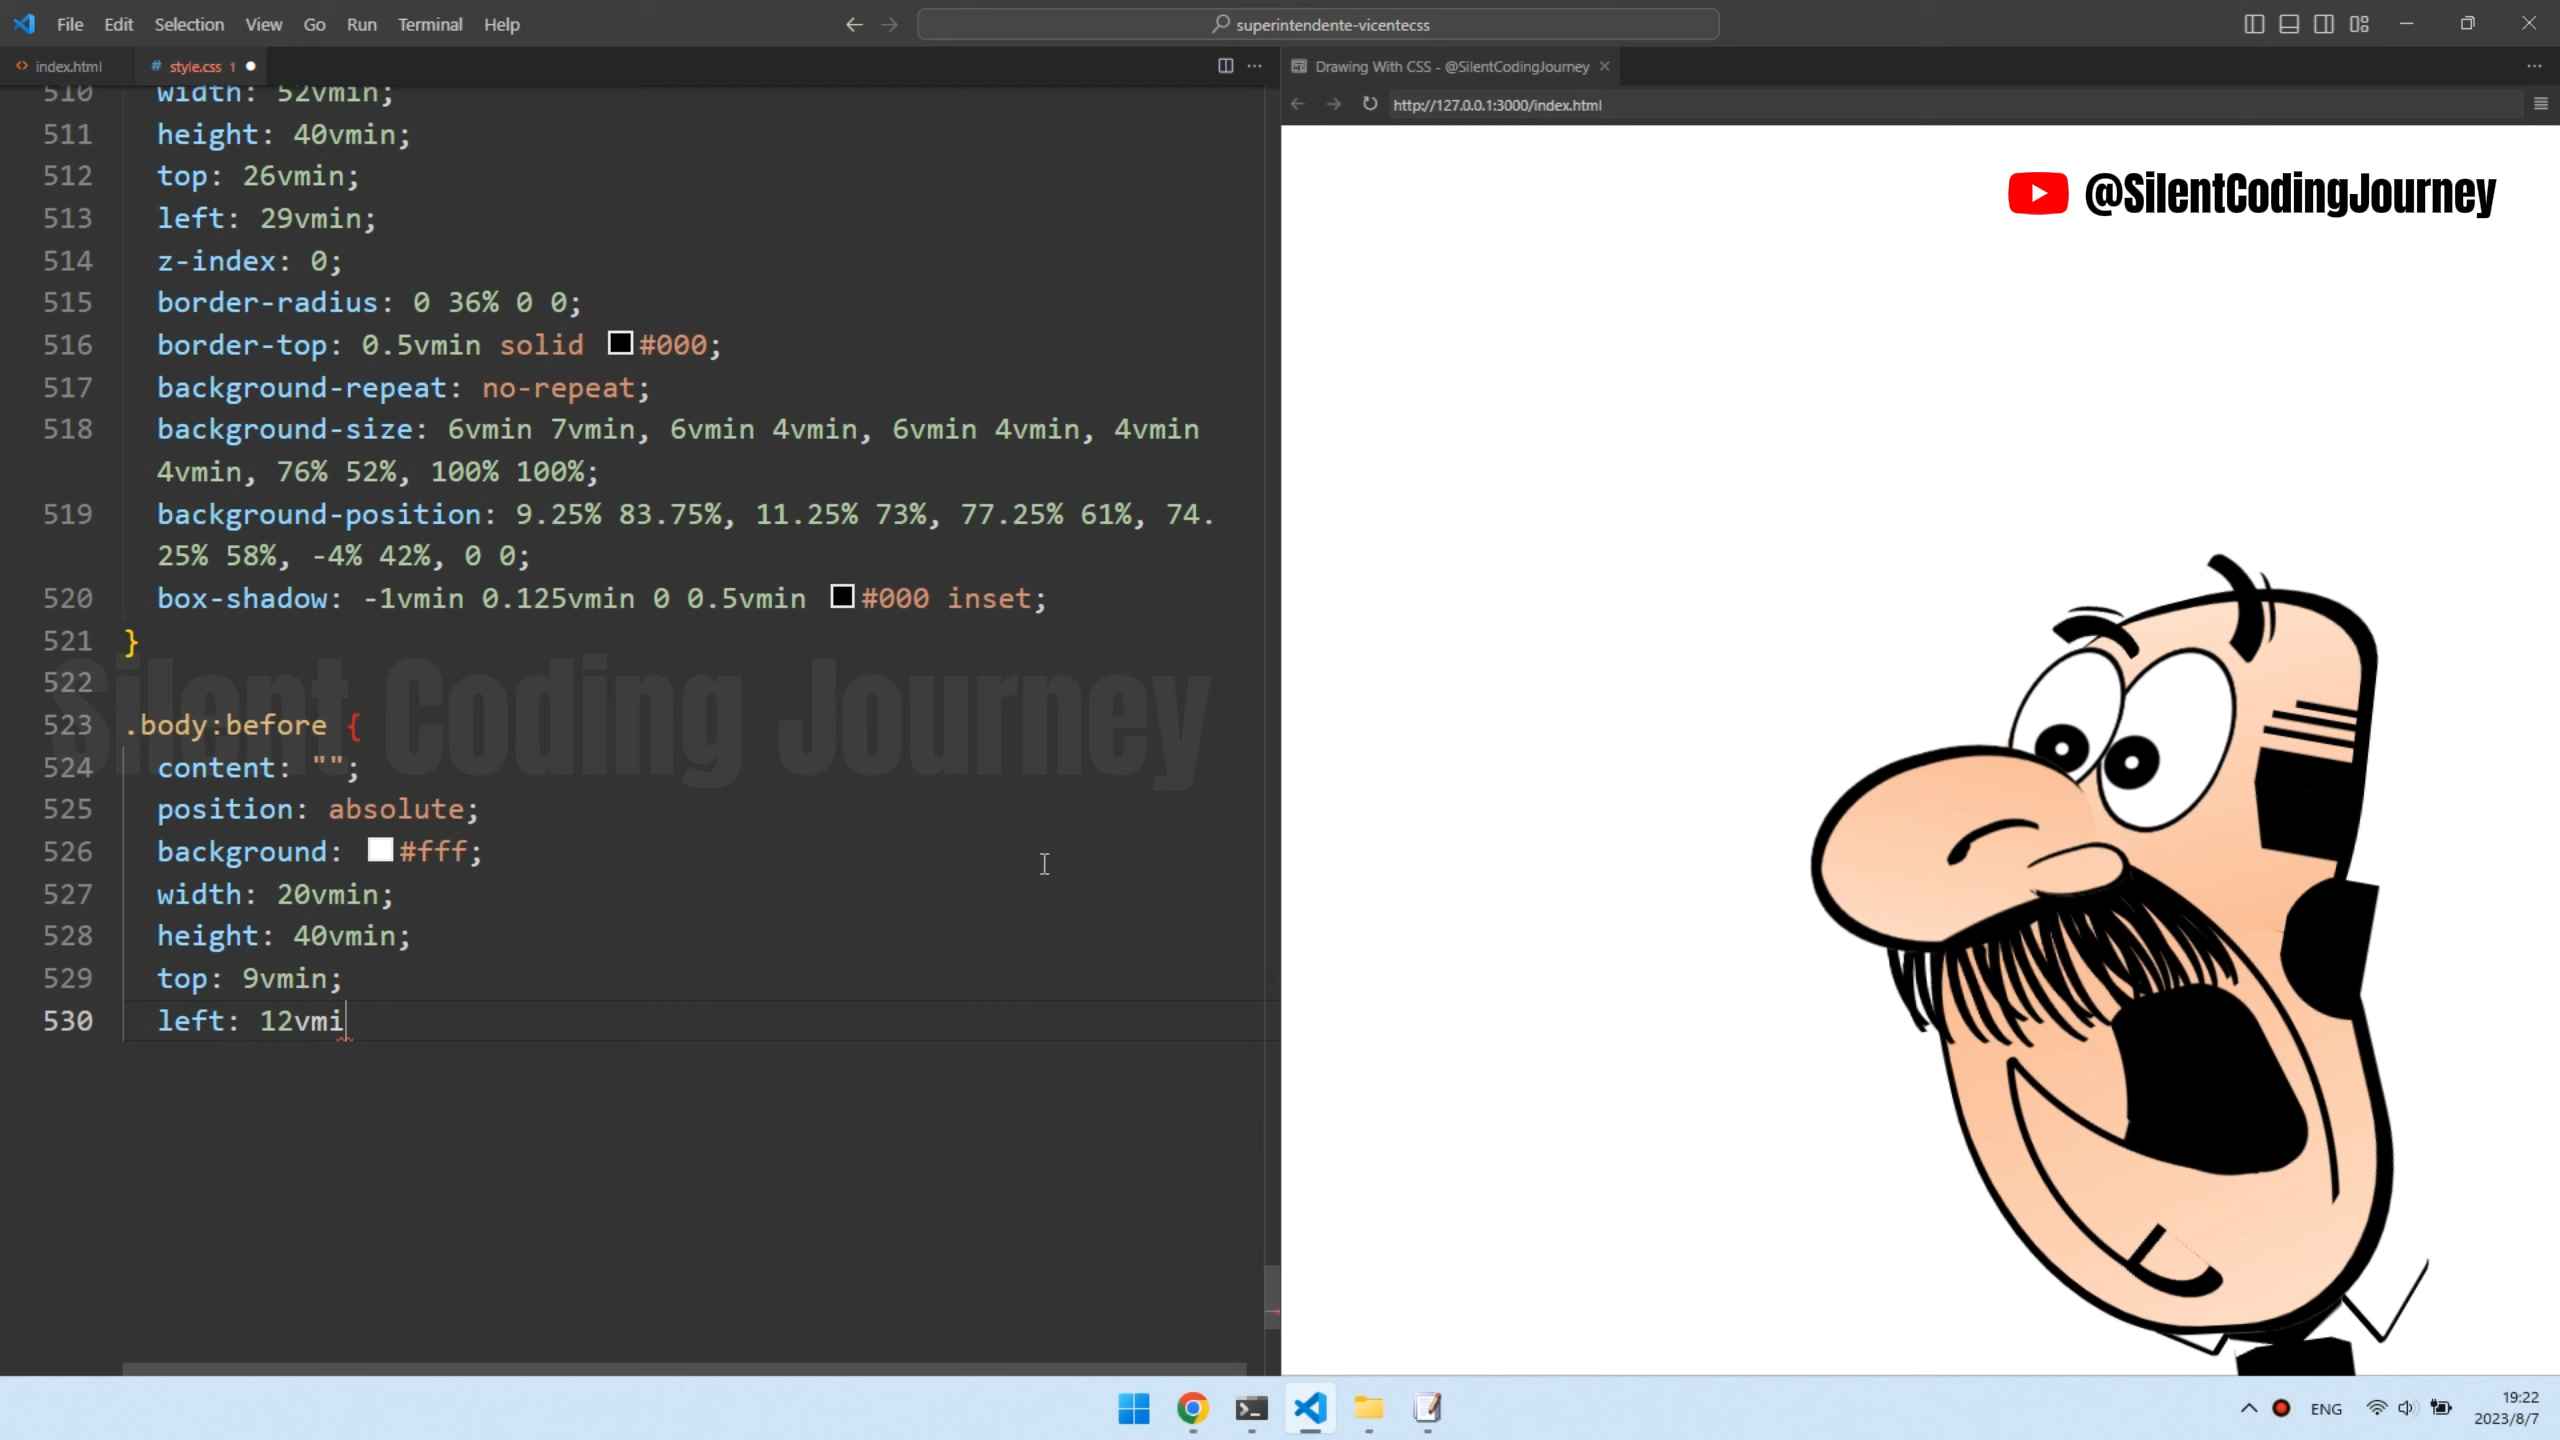 File Edit Selection View Go Run Terminal Help
superintendente-vicentecss
index.html
# style.css 1
Drawing With CSS - @SilentCodingJourney
http://127.0.0.1:3000/index.html
510 width: 52vmin;
511 height: 40vmin;
512 top: 26vmin;
513 left: 29vmin;
514 z-index: 0;
515 border-radius: 0 36% 0 0;
516 border-top: 0.5vmin solid #000;
517 background-repeat: no-repeat;
518 background-size: 6vmin 7vmin, 6vmin 4vmin, 6vmin 4vmin, 4vmin
4vmin, 76% 52%, 100% 100%;
519 background-position: 9.25% 83.75%, 11.25% 73%, 77.25% 61%, 74.
25% 58%, -4% 42%, 0 0;
520 box-shadow: -1vmin 0.125vmin 0 0.5vmin #000 inset;
521 }
522
523 .body:before {
524 content: "";
525 position: absolute;
526 background: #fff;
527 width: 20vmin;
528 height: 40vmin;
529 top: 9vmin;
530 left: 12vmi
Silent Coding Journey
@SilentCodingJourney
ENG
19:22
2023/8/7